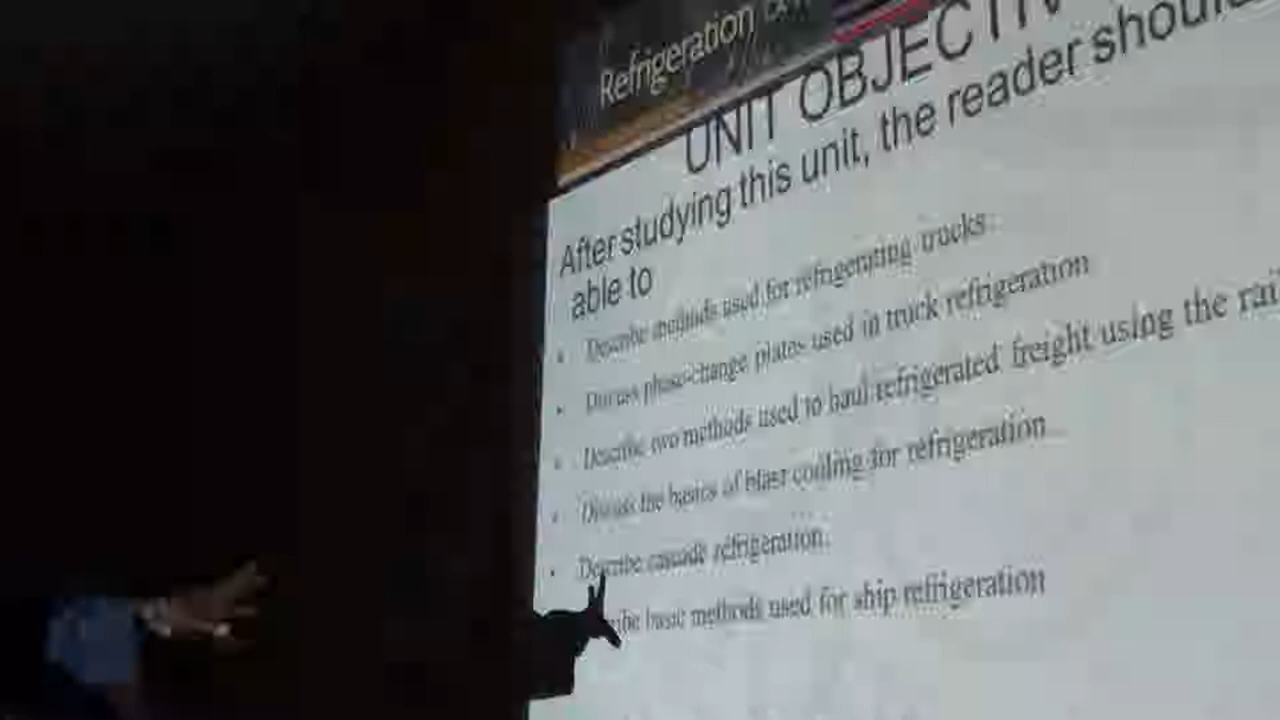 Refrigeration
UNIT OBJECTIV
After studying this unit, the reader should
able to
• Describe methods used for refrigerating trucks.
• Discuss phase-change plates used in truck refrigeration
• Describe two methods used to haul refrigerated freight using the rai
• Discuss the basics of blast cooling for refrigeration
• Describe cascade refrigeration.
ibe basic methods used for ship refrigeration